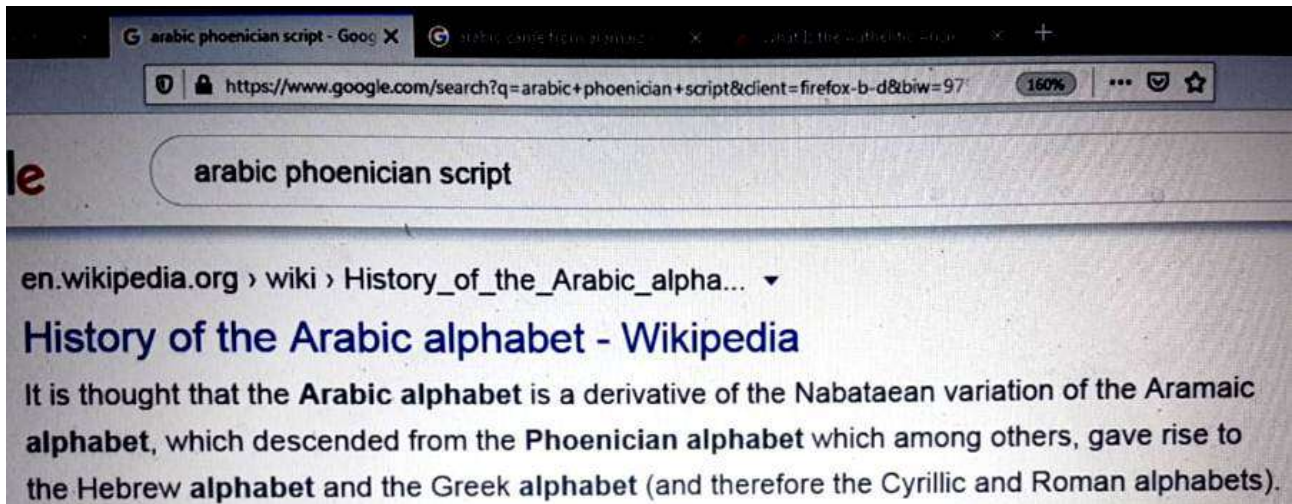 arabic phoenician script - Goog
https://www.google.com/search?q=arabic+phoenician+script&client=firefox-b-d&biw=97 160%
le
arabic phoenician script
en.wikipedia.org › wiki › History_of_the_Arabic_alpha...
History of the Arabic alphabet - Wikipedia
It is thought that the Arabic alphabet is a derivative of the Nabataean variation of the Aramaic
alphabet, which descended from the Phoenician alphabet which among others, gave rise to
the Hebrew alphabet and the Greek alphabet (and therefore the Cyrillic and Roman alphabets).